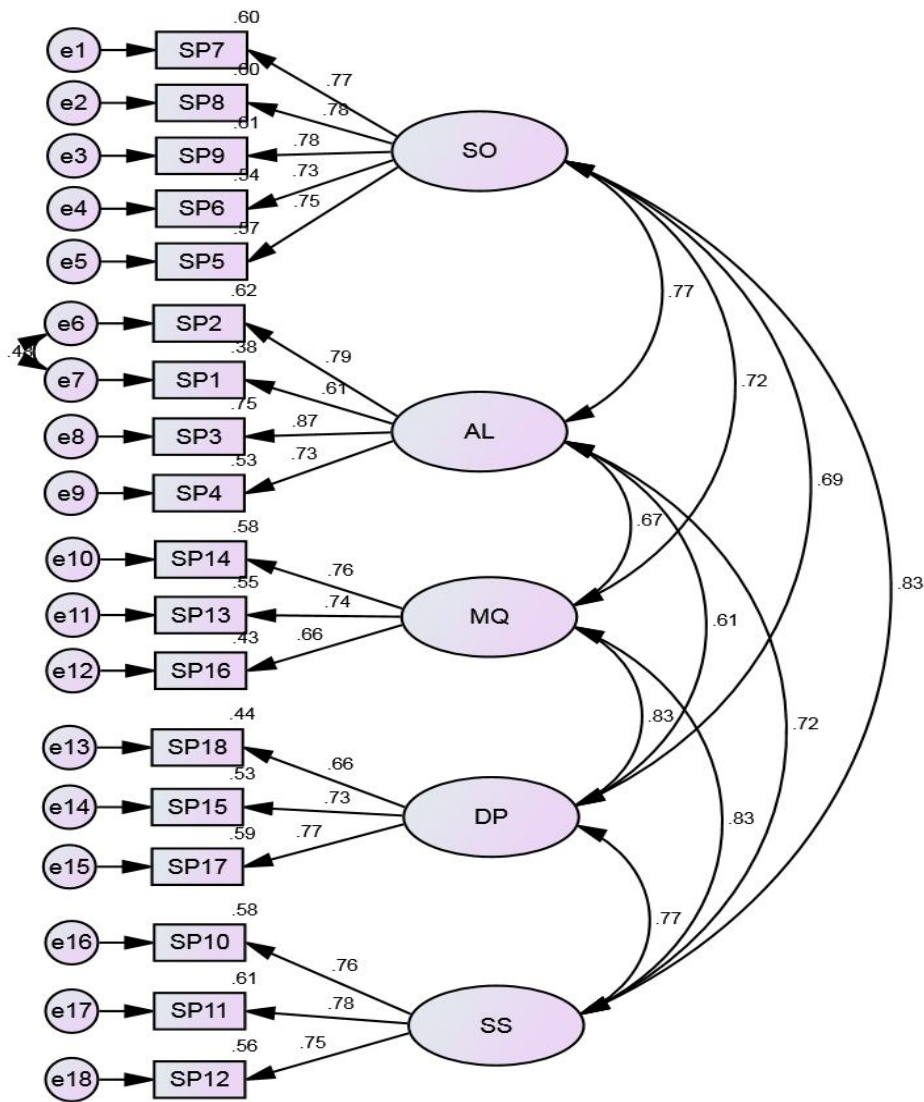 .60
e1 SP7
.77
.60
e2 SP8
.78
.61
e3 SP9
.78
SO
.54
e4 SP6
.73
.57
e5 SP5
.75
.62
e6 SP2
.79
.38
e7 SP1
.61
.75
e8 SP3
.87
AL
.53
e9 SP4
.73
.77
.72
.69
.83
.58
e10 SP14
.76
.55
e11 SP13
.74
MQ
.43
e12 SP16
.66
.67
.61
.72
.44
e13 SP18
.66
.53
e14 SP15
.73
DP
.59
e15 SP17
.77
.83
.83
.58
e16 SP10
.76
.61
e17 SP11
.78
SS
.56
e18 SP12
.75
.77